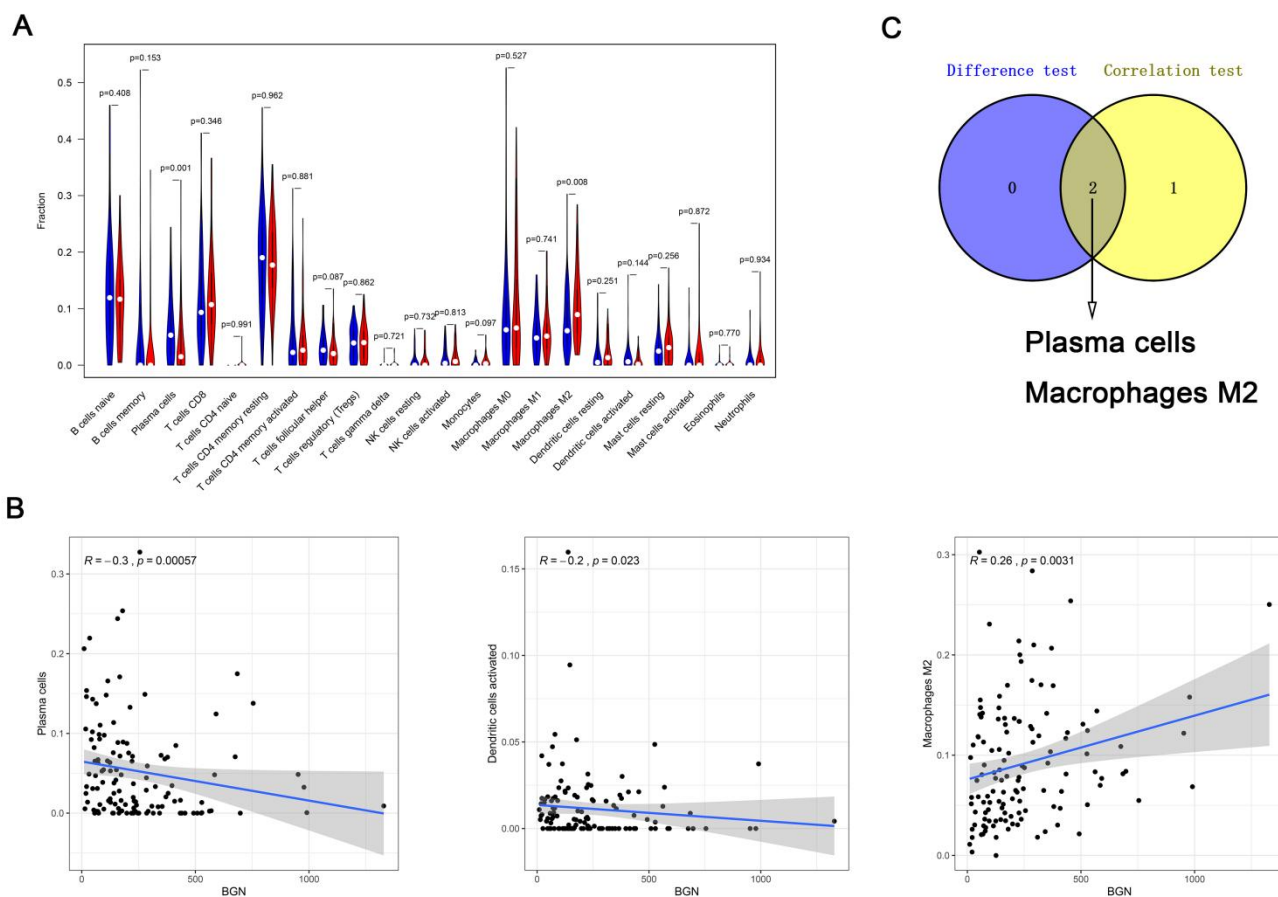 A
p=0.408
p=0.153
p=0.001
p=0.346
p=0.991
p=0.962
p=0.881
p=0.087
p=0.862
p=0.721
p=0.732
p=0.813
p=0.097
p=0.527
p=0.741
p=0.008
p=0.251
p=0.144
p=0.256
p=0.872
p=0.770
p=0.934
Fraction
0.5
0.4
0.3
0.2
0.1
0.0
B cells naive
B cells memory
Plasma cells
T cells CD8
T cells CD4 naive
T cells CD4 memory resting
T cells CD4 memory activated
T cells follicular helper
T cells regulatory (Tregs)
T cells gamma delta
NK cells resting
NK cells activated
Monocytes
Macrophages M0
Macrophages M1
Macrophages M2
Dendritic cells resting
Dendritic cells activated
Mast cells resting
Mast cells activated
Eosinophils
Neutrophils
C
Difference test
Correlation test
0
2
1
Plasma cells
Macrophages M2
B
R = −0.3 , p = 0.00057
Plasma cells
0.3
0.2
0.1
0.0
0
500
1000
BGN
R = −0.2 , p = 0.023
Dendritic cells activated
0.15
0.10
0.05
0.00
0
500
1000
BGN
R = 0.26 , p = 0.0031
Macrophages M2
0.3
0.2
0.1
0.0
0
500
1000
BGN